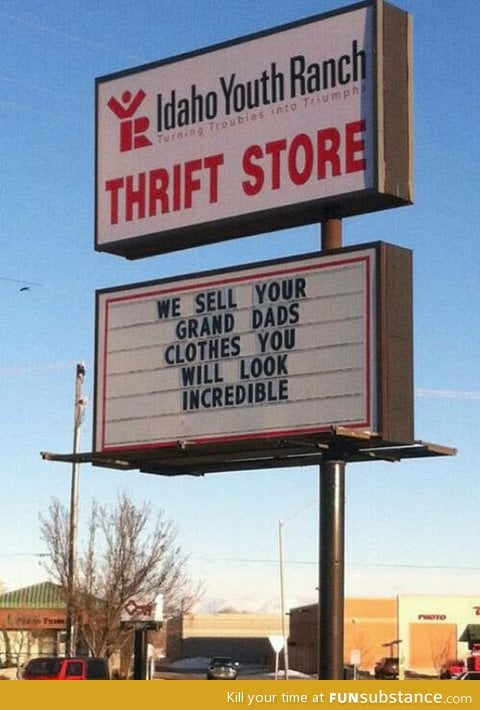 Idaho Youth Ranch
Turning Troubles into Triumphs
THRIFT STORE
WE SELL YOUR
GRAND DADS
CLOTHES YOU
WILL LOOK
INCREDIBLE
PHOTO
Kill your time at FUNsubstance.com